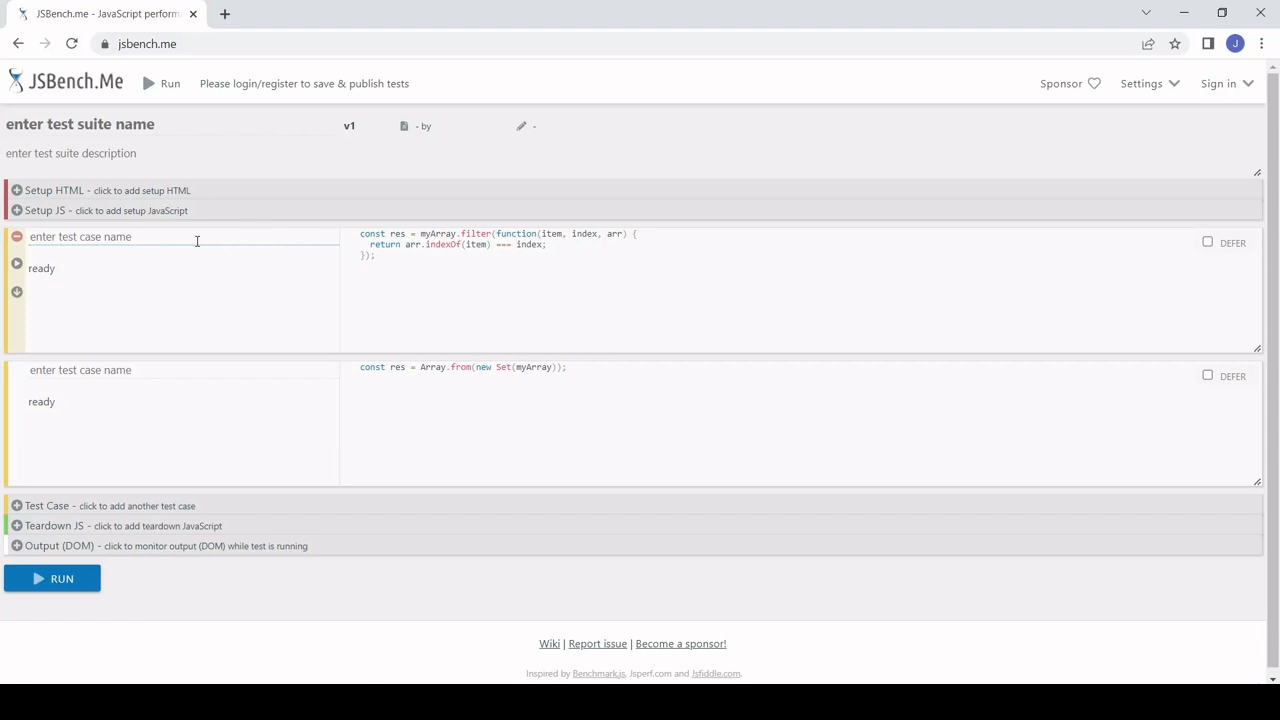 JSBench.me - JavaScript perform
jsbench.me
J
JSBench.Me
Run
Please login/register to save & publish tests
Sponsor
Settings
Sign in
enter test suite name
v1
- by
-
enter test suite description
Setup HTML - click to add setup HTML
Setup JS - click to add setup JavaScript
enter test case name
ready
const res = myArray.filter(function(item, index, arr) {
return arr.indexOf(item) === index;
});
DEFER
enter test case name
ready
const res = Array.from(new Set(myArray));
DEFER
Test Case - click to add another test case
Teardown JS - click to add teardown JavaScript
Output (DOM) - click to monitor output (DOM) while test is running
RUN
Wiki | Report issue | Become a sponsor!
Inspired by Benchmark.js, Jsperf.com and Jsfiddle.com.